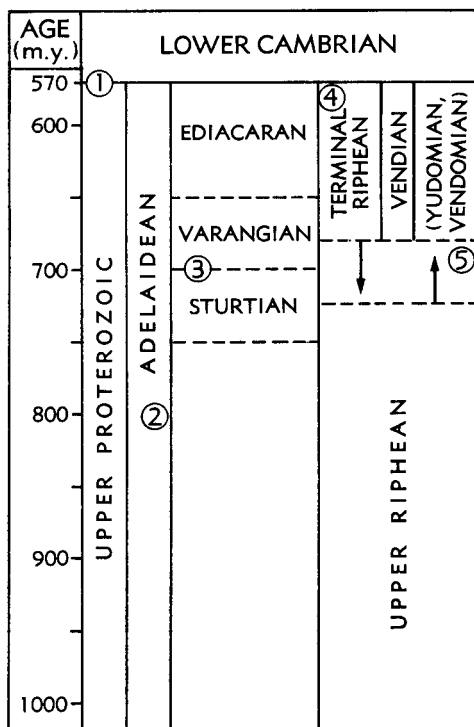 AGE
(m.y.)
LOWER CAMBRIAN
570
600
700
800
900
1000
①
UPPER PROTEROZOIC
ADELAIDEAN
②
EDIACARAN
VARANGIAN
③
STURTIAN
④
TERMINAL
RIPHEAN
VENDIAN
(YUDOMIAN,
VENDOMIAN)
⑤
UPPER RIPHEAN